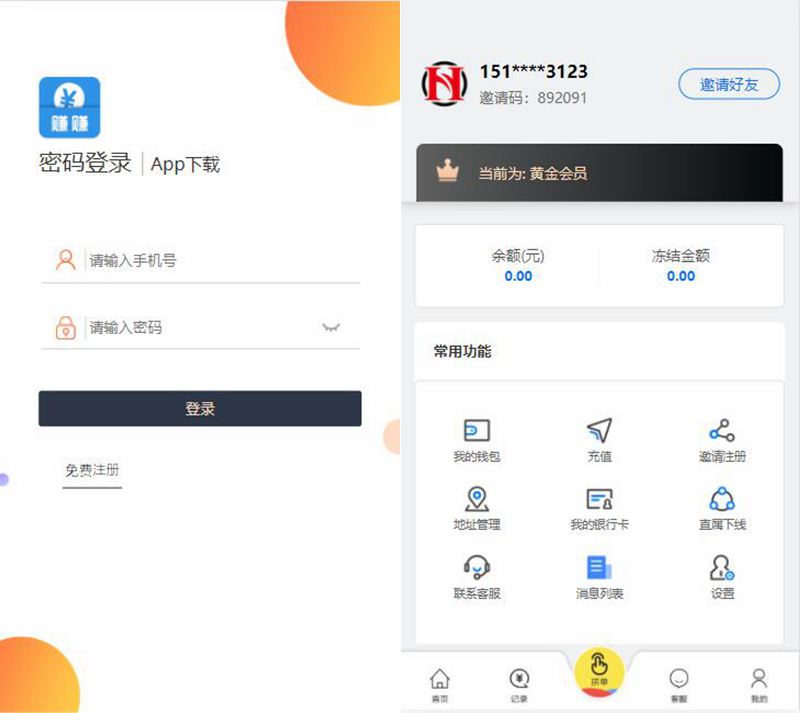 赚赚
密码登录 App下载
请输入手机号
请输入密码
登录
免费注册
151****3123
邀请码: 892091
邀请好友
当前为: 黄金会员
余额(元) 冻结金额
0.00 0.00
常用功能
我的钱包 充值 邀请注册
地址管理 我的银行卡 直属下线
联系客服 消息列表 设置
首页 记录 拼单 客服 我的